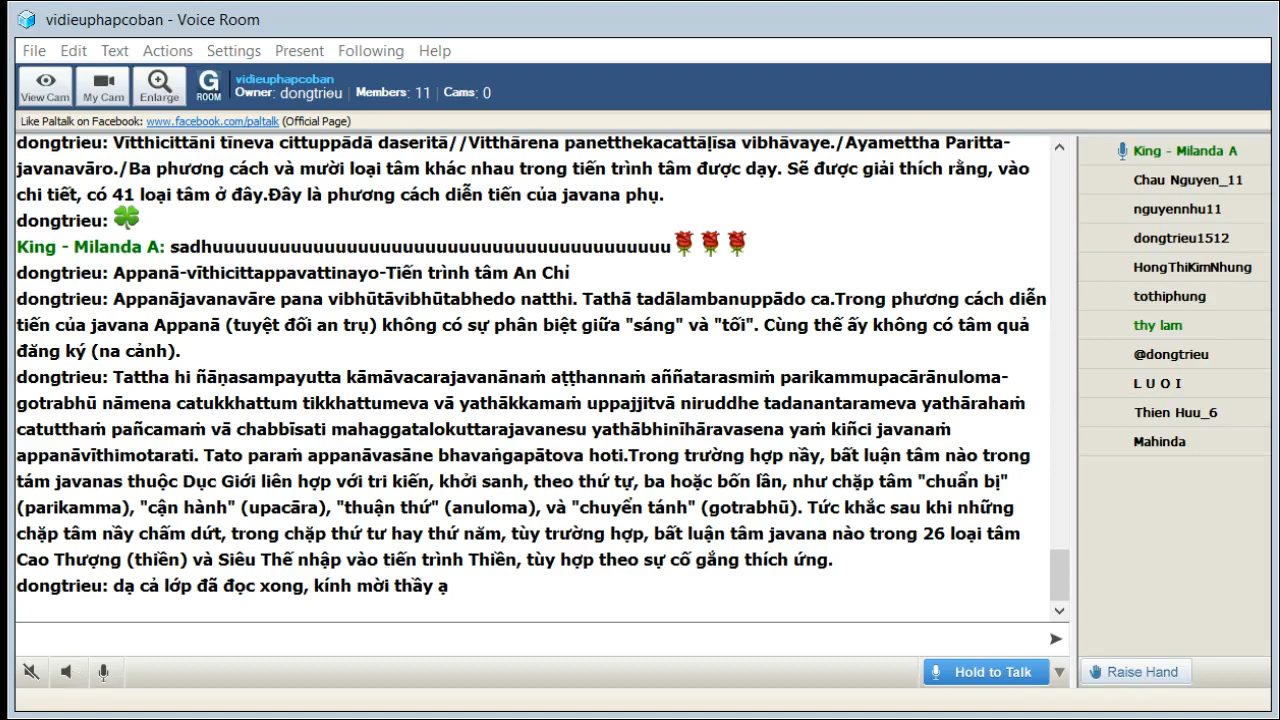 vidieuphapcoban - Voice Room
File Edit Text Actions Settings Present Following Help
View Cam My Cam Enlarge
G ROOM
vidieuphapcoban
Owner: dongtrieu | Members: 11 | Cams: 0
Like Paltalk on Facebook: www.facebook.com/paltalk (Official Page)
dongtrieu: Vītthicittāni tīneva cittuppādā daseritā//Vitthārena panetthekacattāḷīsa vibhāvaye./Ayamettha Paritta-
javanavāro./Ba phương cách và mười loại tâm khác nhau trong tiến trình tâm được dạy. Sẽ được giải thích rằng, vào
chi tiết, có 41 loại tâm ở đây.Đây là phương cách diễn tiến của javana phụ.
dongtrieu:
King - Milanda A: sadhuuuuuuuuuuuuuuuuuuuuuuuuuuuuuuuuuuuuuuuuu
dongtrieu: Appanā-vīthicittappavattinayo-Tiến trình tâm An Chỉ
dongtrieu: Appanājavanavāre pana vibhūtāvibhūtabhedo natthi. Tathā tadālambanuppādo ca.Trong phương cách diễn
tiến của javana Appanā (tuyệt đối an trụ) không có sự phân biệt giữa "sáng" và "tối". Cùng thế ấy không có tâm quả
đăng ký (na cảnh).
dongtrieu: Tattha hi ñāṇasampayutta kāmāvacarajavanānaṁ aṭṭhannaṁ aññatarasmiṁ parikammupacārānuloma-
gotrabhū nāmena catukkhattum tikkhattumeva vā yathākkamaṁ uppajjitvā niruddhe tadanantarameva yathārahaṁ
catutthaṁ pañcamaṁ vā chabbīsati mahaggatalokuttarajavanesu yathābhinīhāravasena yaṁ kiñci javanaṁ
appanāvīthimotarati. Tato paraṁ appanāvasāne bhavaṅgapātova hoti.Trong trường hợp nầy, bất luận tâm nào trong
tám javanas thuộc Dục Giới liên hợp với tri kiến, khởi sanh, theo thứ tự, ba hoặc bốn lần, như chặp tâm "chuẩn bị"
(parikamma), "cận hành" (upacāra), "thuận thứ" (anuloma), và "chuyển tánh" (gotrabhū). Tức khắc sau khi những
chặp tâm nầy chấm dứt, trong chặp thứ tư hay thứ năm, tùy trường hợp, bất luận tâm javana nào trong 26 loại tâm
Cao Thượng (thiền) và Siêu Thế nhập vào tiến trình Thiền, tùy hợp theo sự cố gắng thích ứng.
dongtrieu: dạ cả lớp đã đọc xong, kính mời thầy ạ
King - Milanda A
Chau Nguyen_11
nguyennhu11
dongtrieu1512
HongThiKimNhung
tothiphung
thy lam
@dongtrieu
L U O I
Thien Huu_6
Mahinda
Hold to Talk
Raise Hand